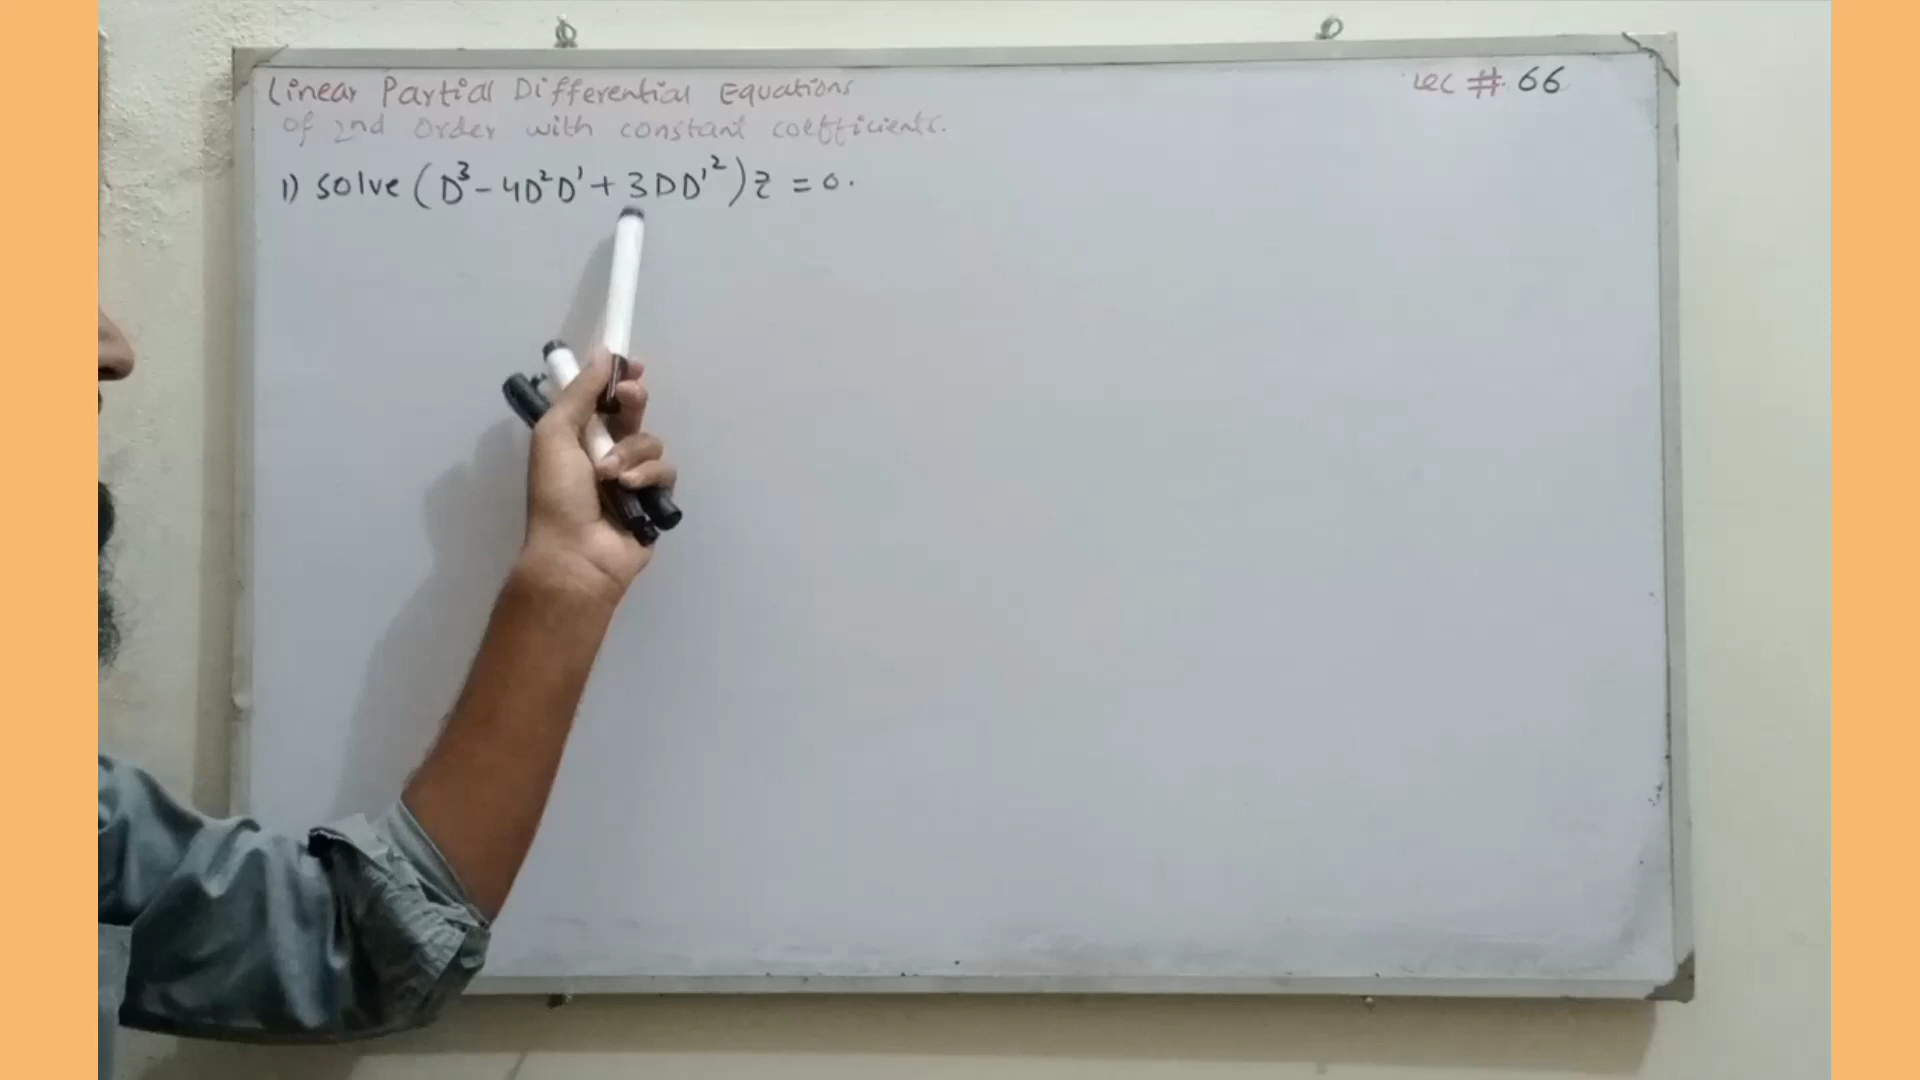 Linear Partial Differential Equations
of 2nd Order with constant coefficients.
Lec # 66
1) Solve (D³ - 4D²D' + 3DD'²)Z = 0.